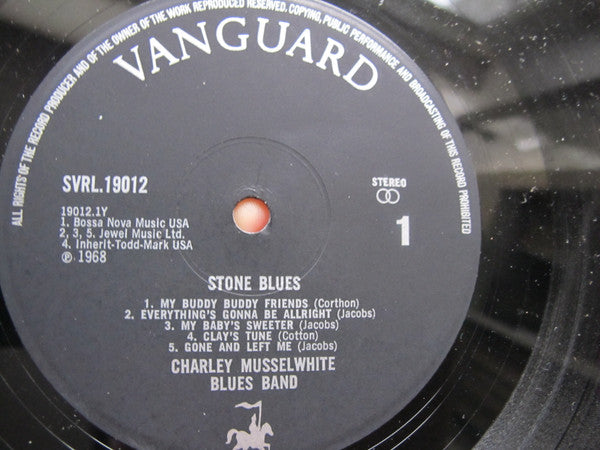 ALL RIGHTS OF THE RECORD PRODUCER AND OF THE OWNER OF THE WORK REPRODUCED RESERVED. COPYING, PUBLIC PERFORMANCE AND BROADCASTING OF THIS RECORD PROHIBITED
VANGUARD
SVRL.19012
STEREO
19012.1Y
1. Bossa Nova Music USA
2, 3, 5. Jewel Music Ltd.
4. Inherit-Todd-Mark USA
℗ 1968
1
STONE BLUES
1. MY BUDDY BUDDY FRIENDS (Corthon)
2. EVERYTHING'S GONNA BE ALLRIGHT (Jacobs)
3. MY BABY'S SWEETER (Jacobs)
4. CLAY'S TUNE (Cotton)
5. GONE AND LEFT ME (Jacobs)
CHARLEY MUSSELWHITE
BLUES BAND